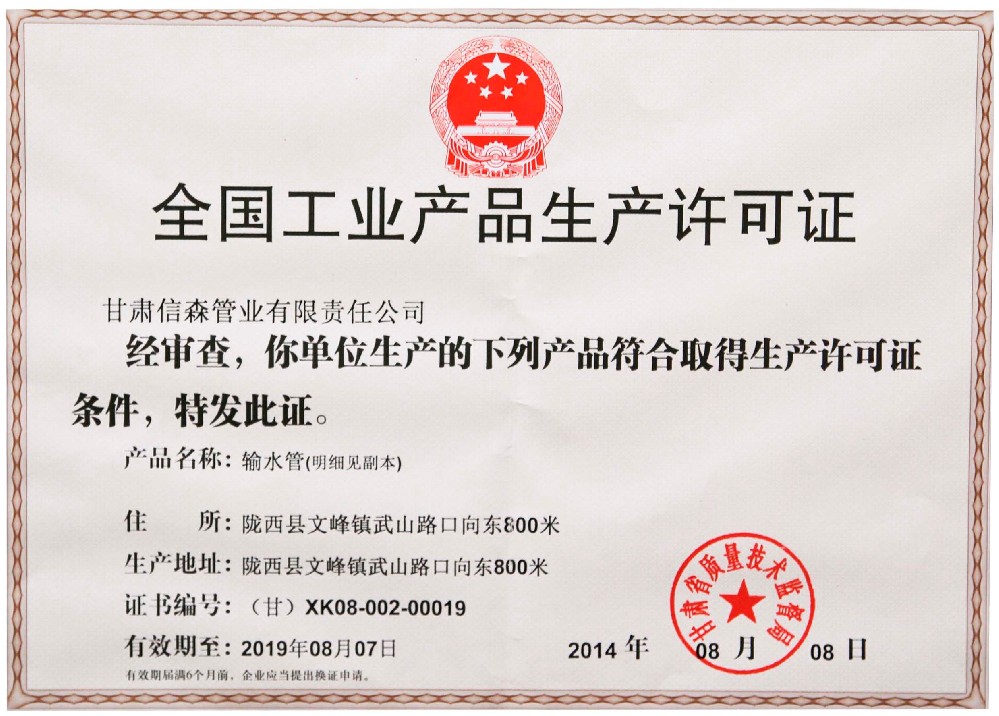 全国工业产品生产许可证
甘肃信森管业有限责任公司
经审查，你单位生产的下列产品符合取得生产许可证
条件，特发此证。
产品名称：输水管(明细见副本)
住　　所：陇西县文峰镇武山路口向东800米
生产地址：陇西县文峰镇武山路口向东800米
证书编号：（甘）XK08-002-00019
有效期至：2019年08月07日
2014 年 08 月 08 日
甘肃省质量技术监督局
有效期届满6个月前，企业应当提出换证申请。